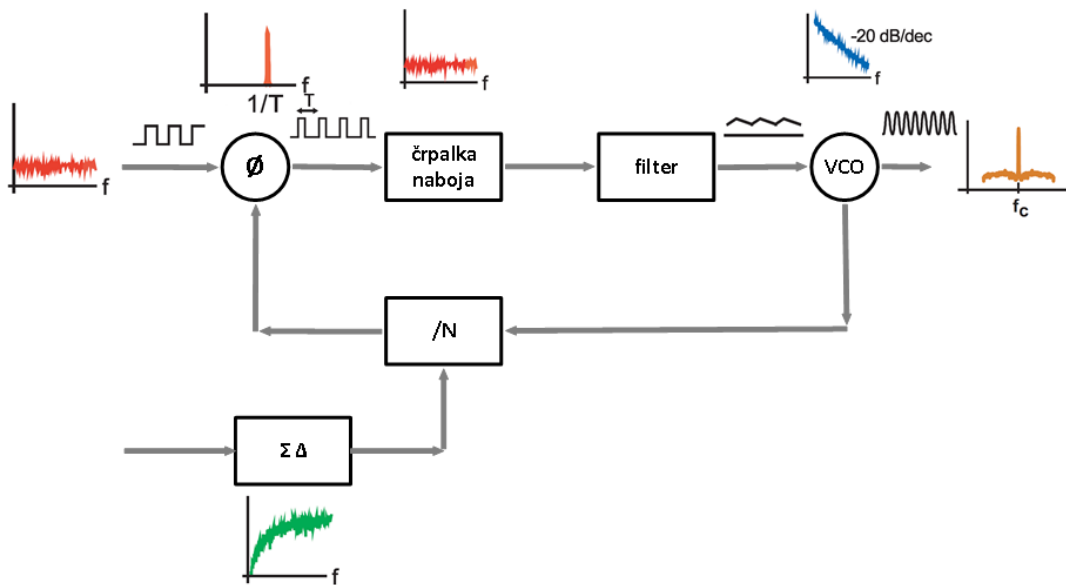 -20 dB/dec
f
f
f
1/T
T
f
Ø
črpalka
naboja
filter
VCO
f
fc
/N
Σ Δ
f